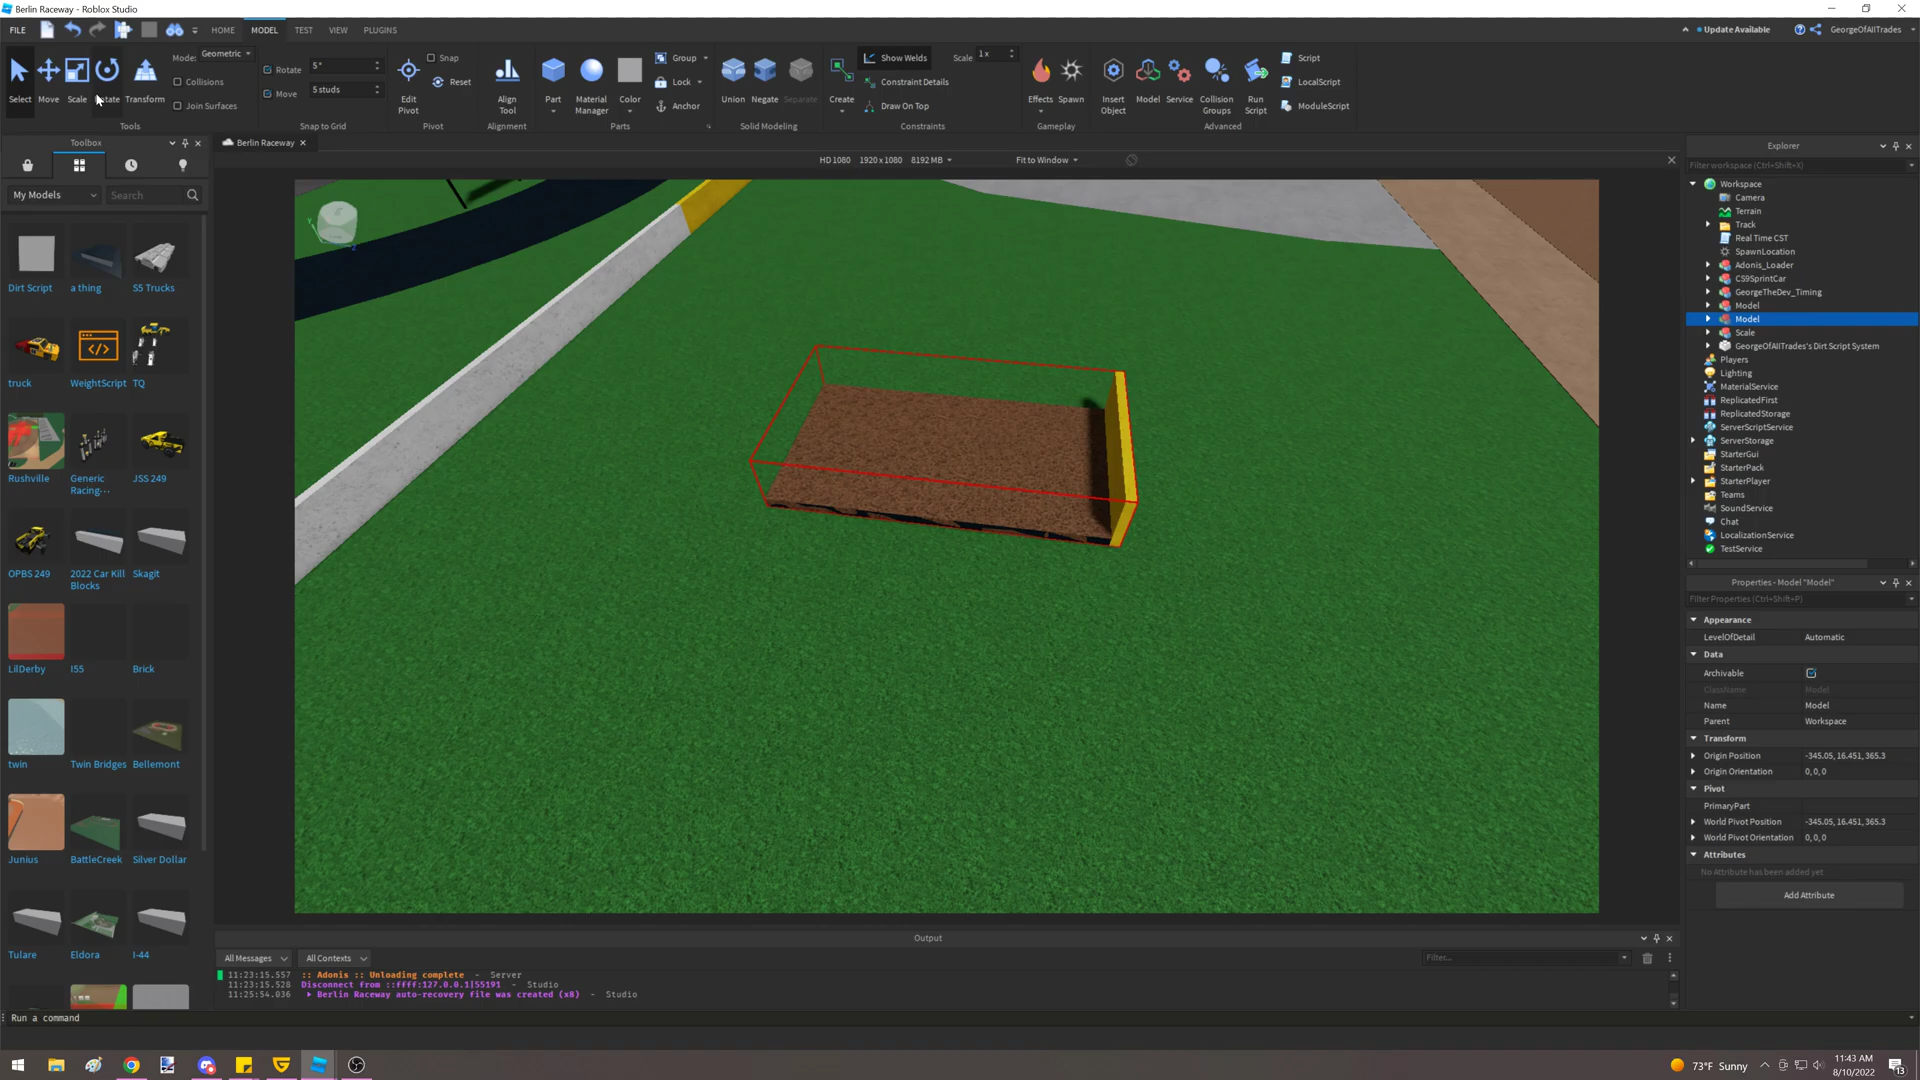 Berlin Raceway - Roblox Studio
FILE HOME MODEL TEST VIEW PLUGINS Update Available GeorgeOfAllTrades
Select Move Scale Rotate Transform
Mode: Geometric
Collisions
Join Surfaces
Tools
Rotate 5°
Move 5 studs
Snap to Grid
Edit Pivot
Snap
Reset
Pivot
Align Tool
Alignment
Part Material Manager Color
Group
Lock
Anchor
Parts
Union Negate Separate
Solid Modeling
Create
Show Welds Scale 1x
Constraint Details
Draw On Top
Constraints
Effects Spawn
Gameplay
Insert Object Model Service Collision Groups Run Script
Script
LocalScript
ModuleScript
Advanced
Toolbox
My Models Search
Dirt Script a thing S5 Trucks
truck WeightScript TQ
Rushville Generic Racing... JSS 249
OPBS 249 2022 Car Kill Blocks Skagit
LilDerby I55 Brick
twin Twin Bridges Bellemont
Junius BattleCreek Silver Dollar
Tulare Eldora I-44
Berlin Raceway
HD 1080 1920 x 1080 8192 MB Fit to Window
Explorer
Filter workspace (Ctrl+Shift+X)
Workspace
Camera
Terrain
Track
Real Time CST
SpawnLocation
Adonis_Loader
CS9SprintCar
GeorgeTheDev_Timing
Model
Model
Scale
GeorgeOfAllTrades's Dirt Script System
Players
Lighting
MaterialService
ReplicatedFirst
ReplicatedStorage
ServerScriptService
ServerStorage
StarterGui
StarterPack
StarterPlayer
Teams
SoundService
Chat
LocalizationService
TestService
Properties - Model "Model"
Filter Properties (Ctrl+Shift+P)
Appearance
LevelOfDetail Automatic
Data
Archivable
ClassName Model
Name Model
Parent Workspace
Transform
Origin Position -345.05, 16.451, 365.3
Origin Orientation 0, 0, 0
Pivot
PrimaryPart
World Pivot Position -345.05, 16.451, 365.3
World Pivot Orientation 0, 0, 0
Attributes
No Attribute has been added yet
Add Attribute
Output
All Messages All Contexts Filter...
11:23:15.557 :: Adonis :: Unloading complete - Server
11:23:15.528 Disconnect from ::ffff:127.0.0.1|55191 - Studio
11:25:54.036 Berlin Raceway auto-recovery file was created (x8) - Studio
Run a command
73°F Sunny
11:43 AM
8/10/2022
13